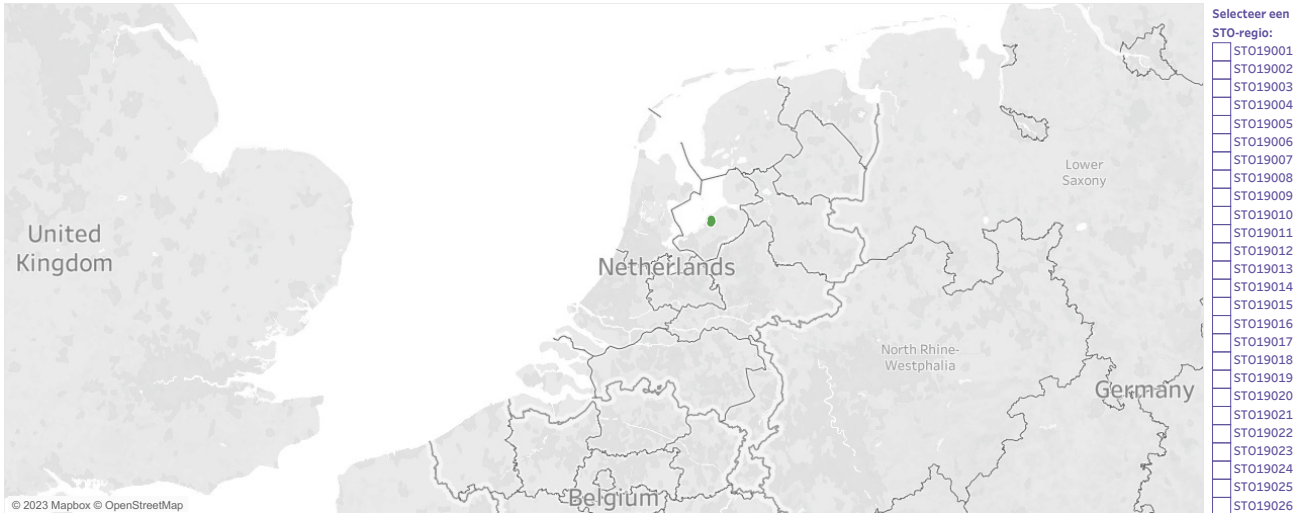 United
Kingdom
Netherlands
Belgium
Lower
Saxony
North Rhine-
Westphalia
Germany
© 2023 Mapbox © OpenStreetMap
Selecteer een
STO-regio:
STO19001
STO19002
STO19003
STO19004
STO19005
STO19006
STO19007
STO19008
STO19009
STO19010
STO19011
STO19012
STO19013
STO19014
STO19015
STO19016
STO19017
STO19018
STO19019
STO19020
STO19021
STO19022
STO19023
STO19024
STO19025
STO19026